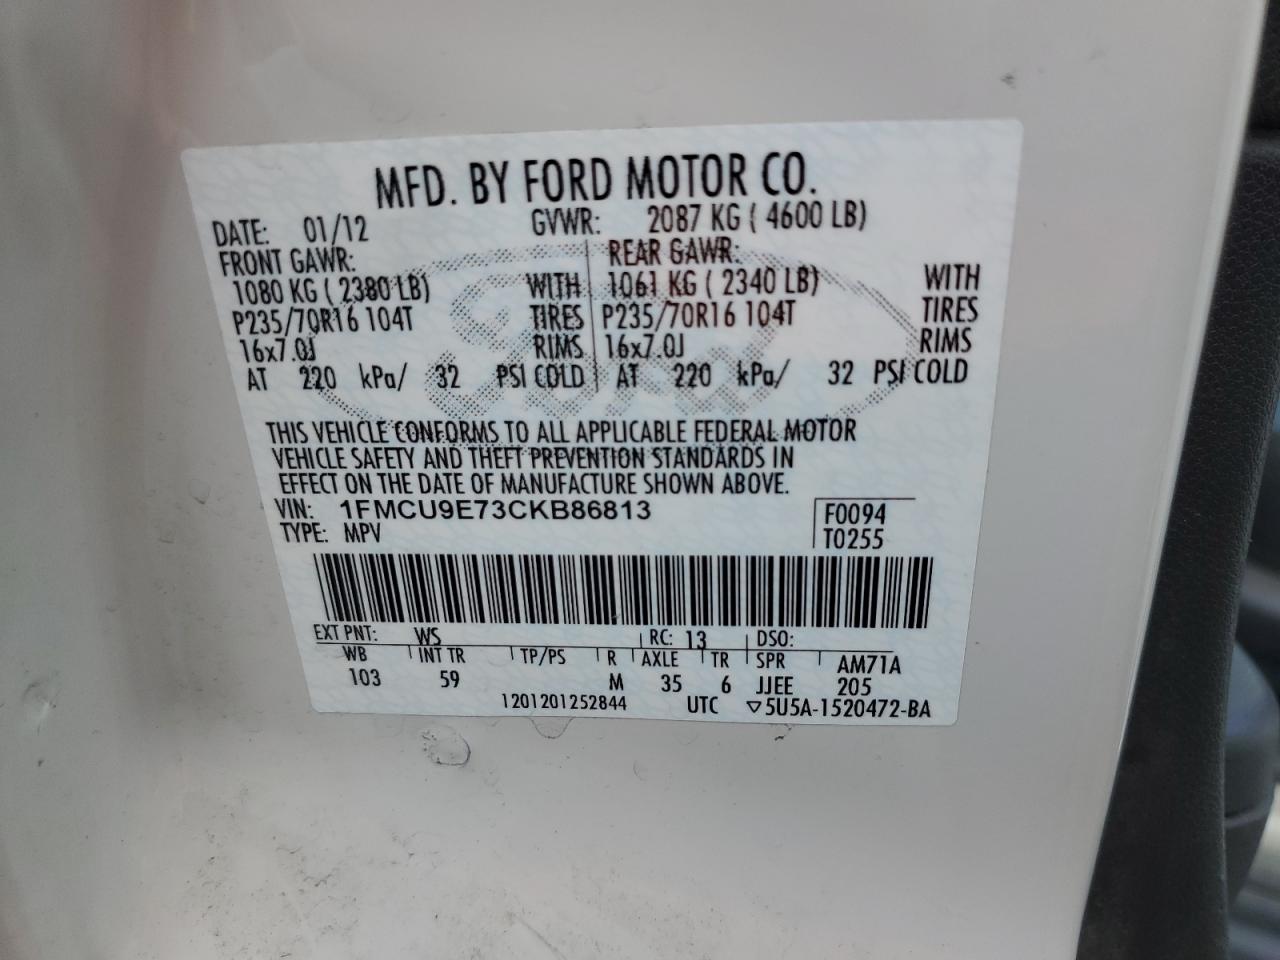 MFD. BY FORD MOTOR CO.
DATE: 01/12 GVWR: 2087 KG ( 4600 LB)
FRONT GAWR: REAR GAWR:
1080 KG ( 2380 LB) WITH 1061 KG ( 2340 LB) WITH
P235/70R16 104T TIRES P235/70R16 104T TIRES
16x7.0J RIMS 16x7.0J RIMS
AT 220 kPa/ 32 PSI COLD AT 220 kPa/ 32 PSI COLD
Ford
THIS VEHICLE CONFORMS TO ALL APPLICABLE FEDERAL MOTOR
VEHICLE SAFETY AND THEFT PREVENTION STANDARDS IN
EFFECT ON THE DATE OF MANUFACTURE SHOWN ABOVE.
VIN: 1FMCU9E73CKB86813 F0094
TYPE: MPV T0255
EXT PNT: WS RC: 13 DSO:
WB INT TR TP/PS R AXLE TR SPR AM71A
103 59 M 35 6 JJEE 205
1201201252844 UTC ▽5U5A-1520472-BA